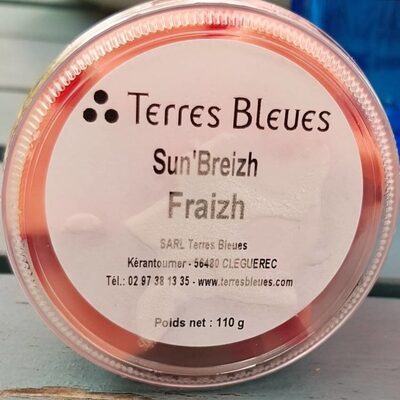 Terres Bleues
Sun'Breizh
Fraizh
SARL Terres Bleues
Kérantourner - 56480 CLEGUEREC
Tél.: 02 97 38 13 35 - www.terresbleues.com
Poids net : 110 g